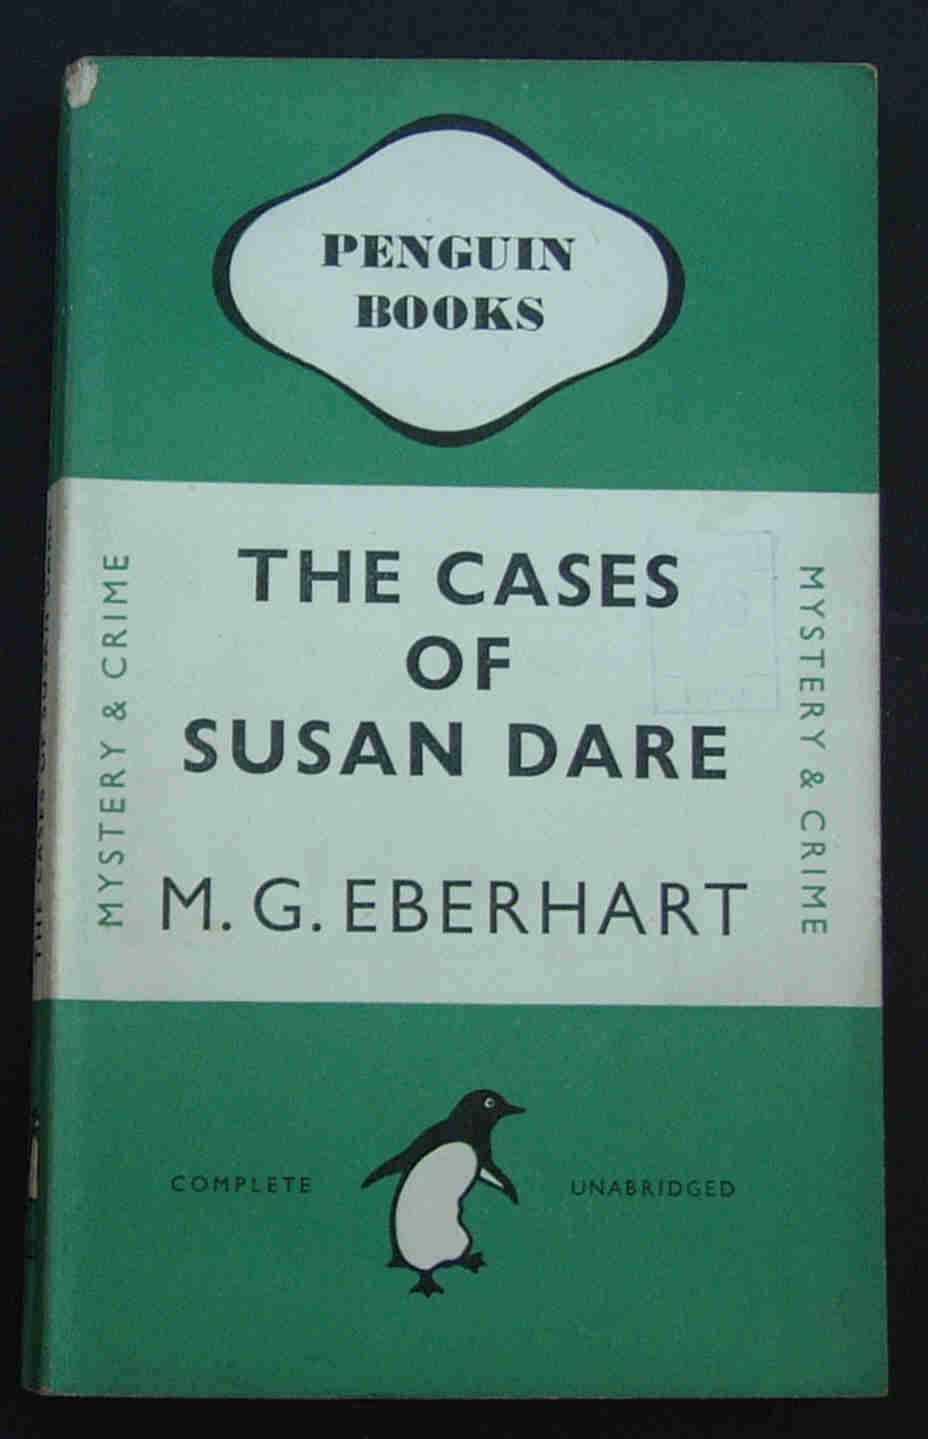 PENGUIN
BOOKS
MYSTERY & CRIME
THE CASES
OF
SUSAN DARE
M. G. EBERHART
MYSTERY & CRIME
COMPLETE
UNABRIDGED